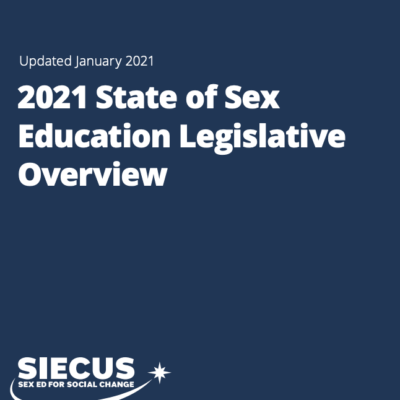 Updated January 2021
2021 State of Sex
Education Legislative
Overview
SIECUS
SEX ED FOR SOCIAL CHANGE